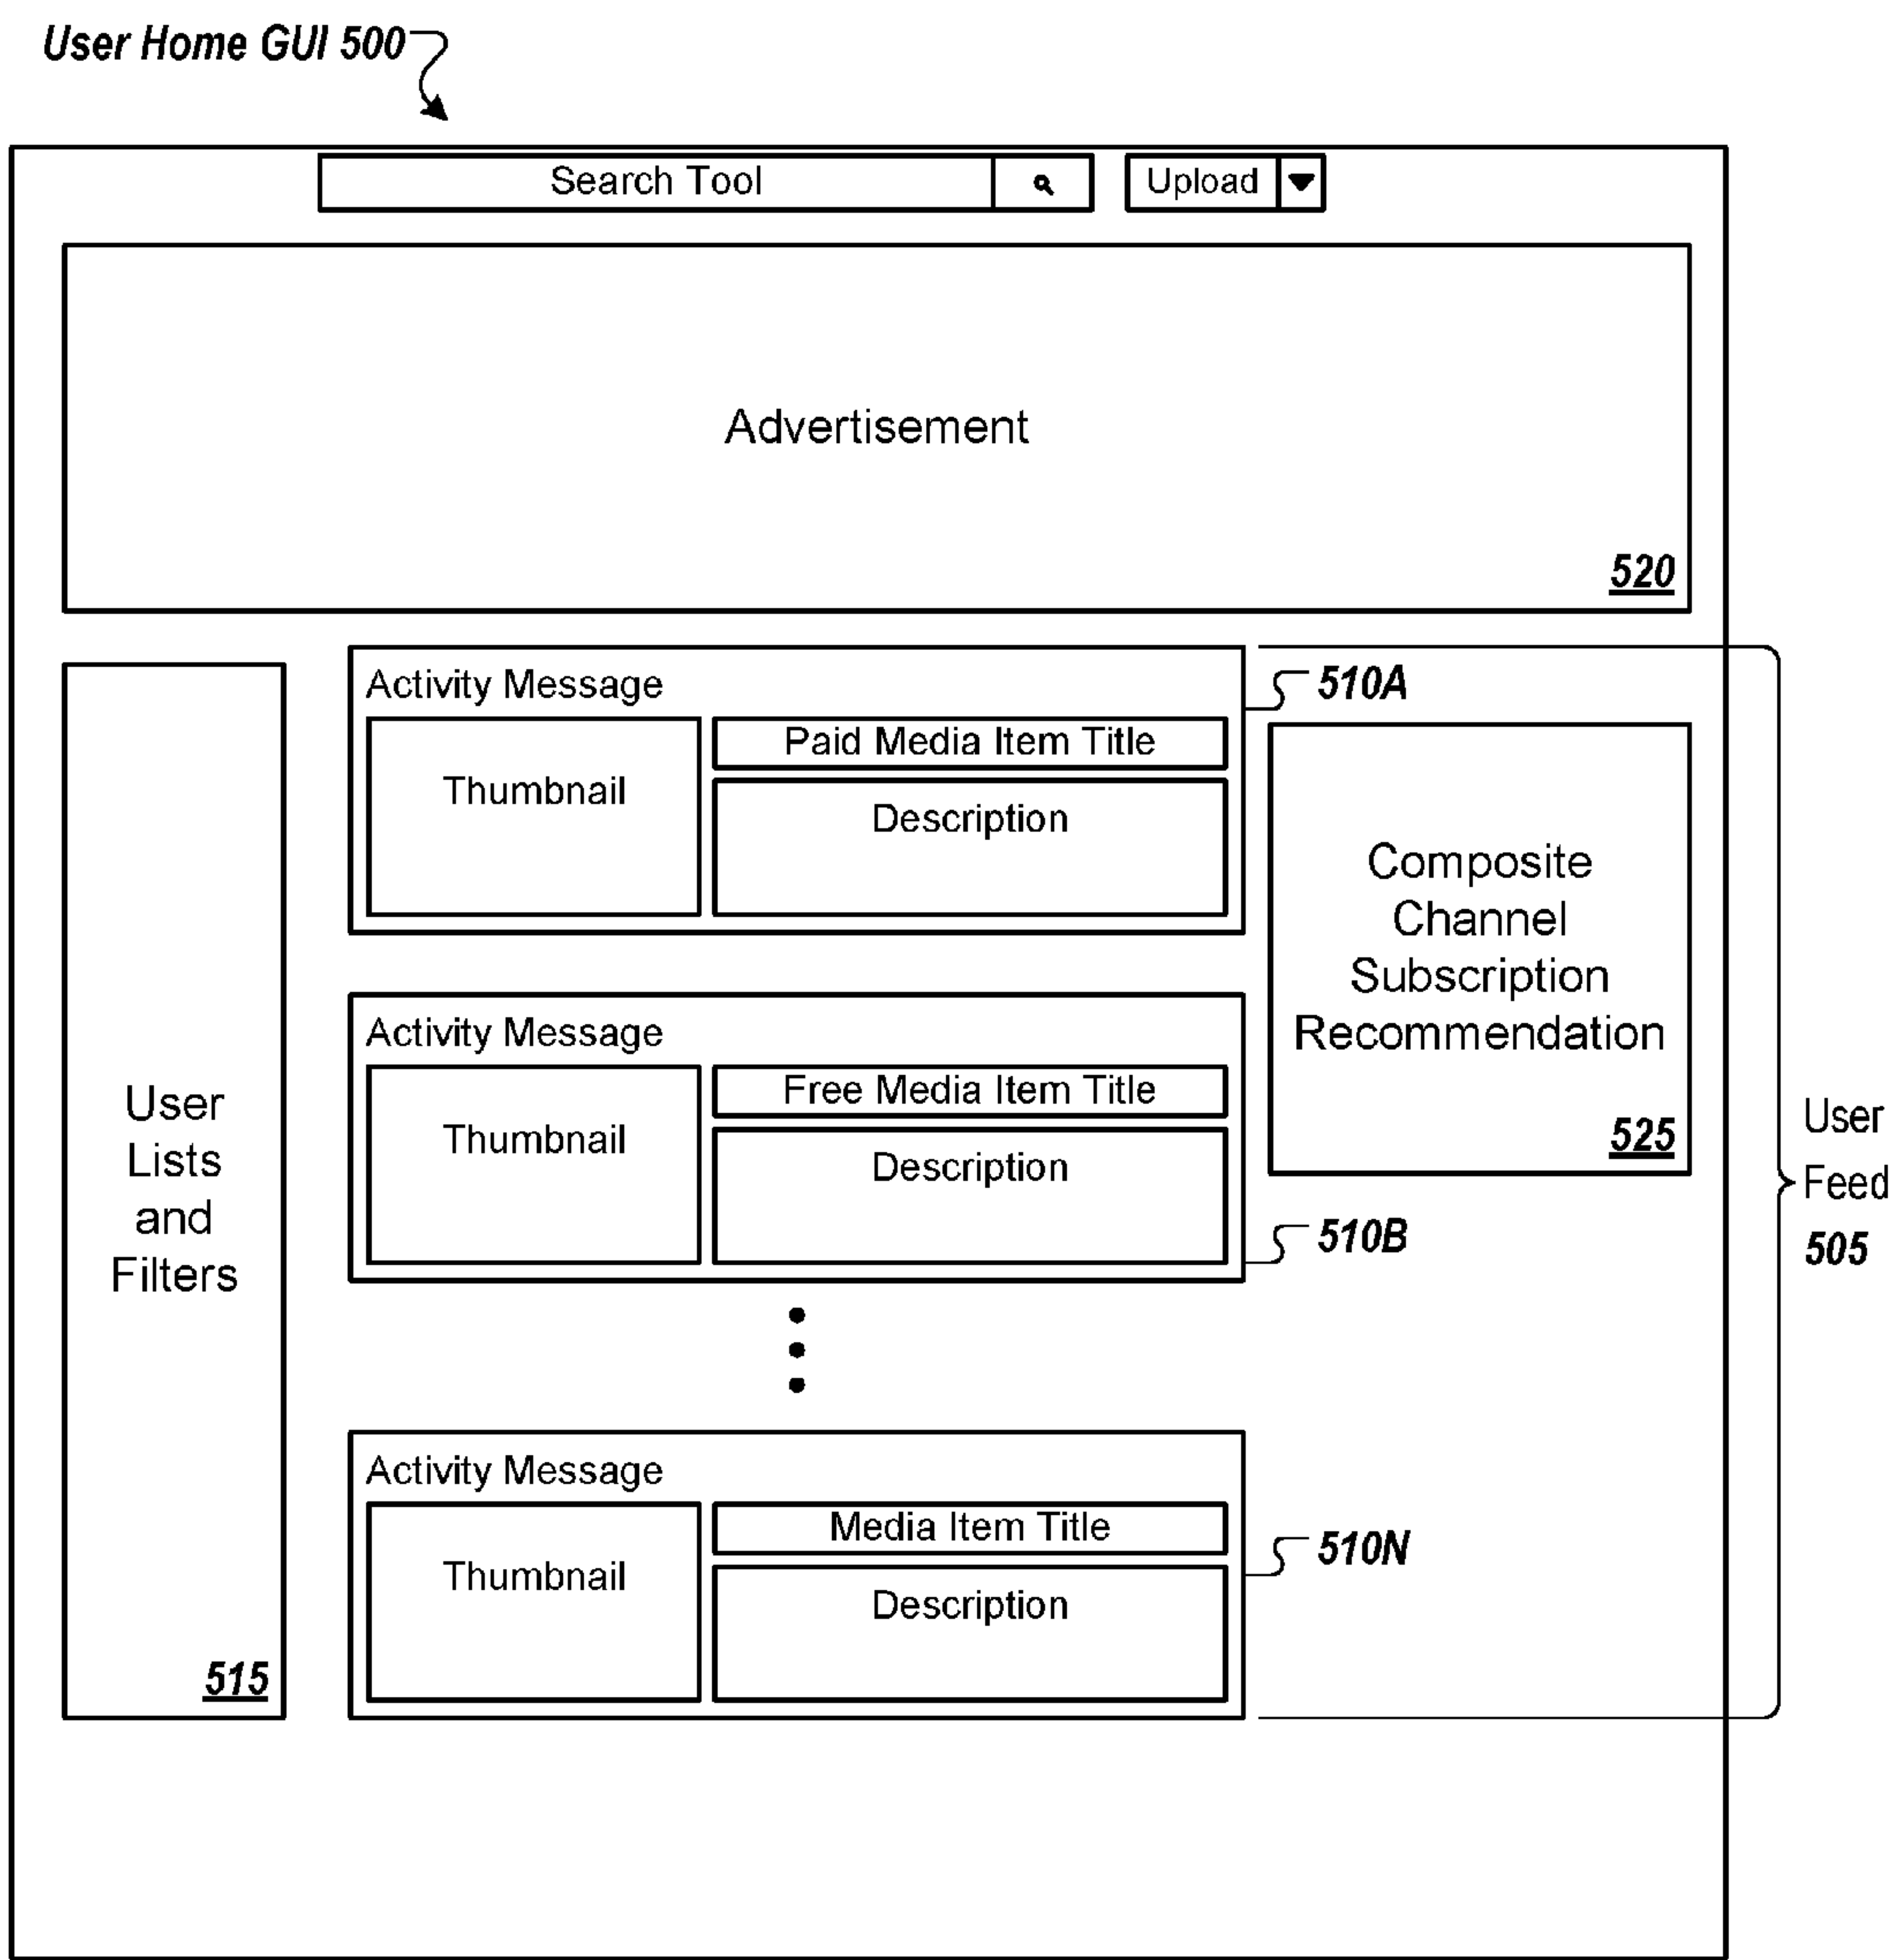 User Home GUI 500
Search Tool
Upload
Advertisement
520
Activity Message
510A
Thumbnail
Paid Media Item Title
Description
Composite
Channel
Subscription
Recommendation
525
Activity Message
Thumbnail
Free Media Item Title
Description
510B
User
Lists
and
Filters
515
User
Feed
505
Activity Message
Thumbnail
Media Item Title
Description
510N